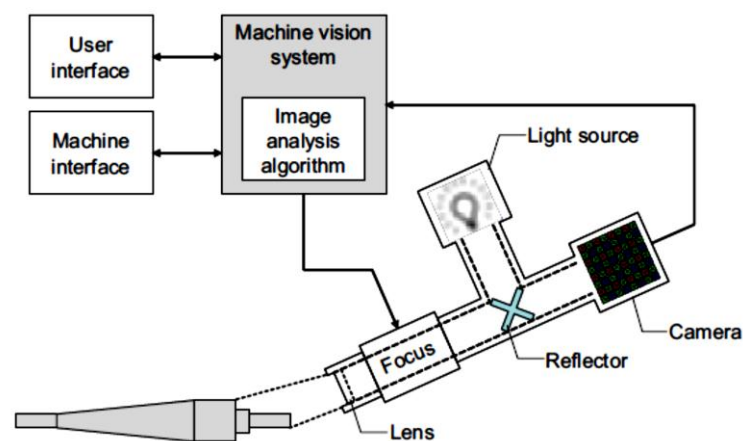 User
interface
Machine vision
system
Machine
interface
Image
analysis
algorithm
Light source
Camera
Reflector
Focus
Lens